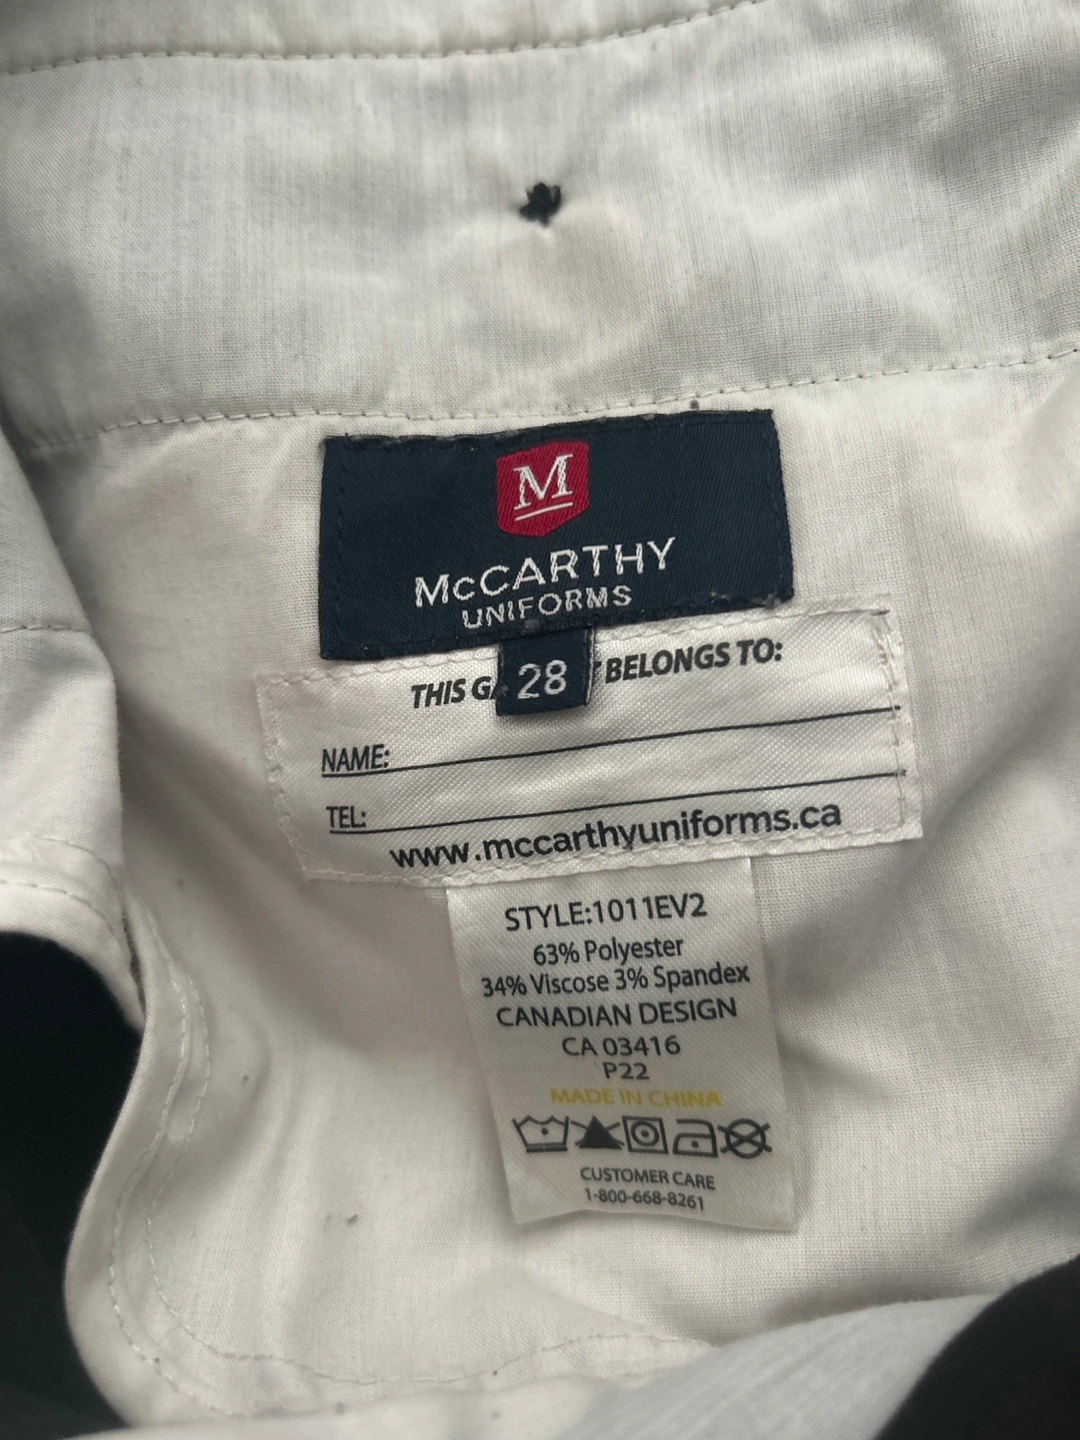 M
McCARTHY
UNIFORMS
28
THIS G BELONGS TO:
NAME:
TEL:
www.mccarthyuniforms.ca
STYLE:1011EV2
63% Polyester
34% Viscose 3% Spandex
CANADIAN DESIGN
CA 03416
P22
MADE IN CHINA
CUSTOMER CARE
1-800-668-8261